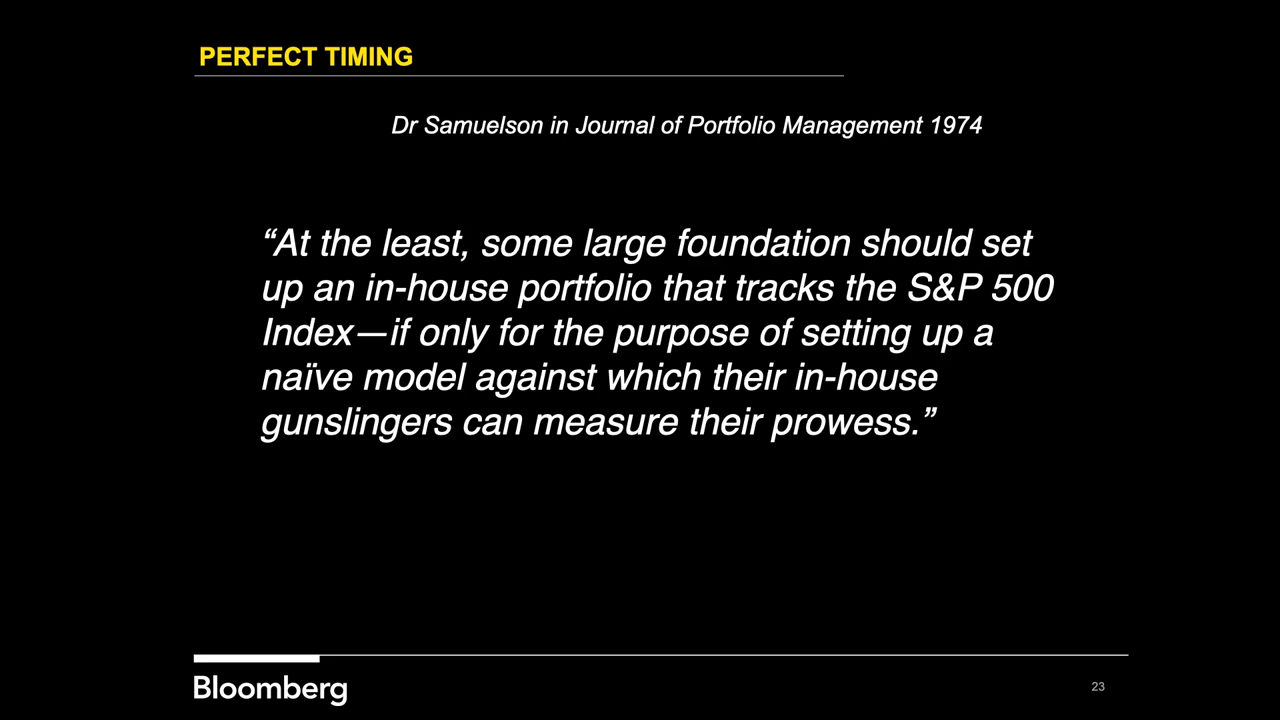 PERFECT TIMING
Dr Samuelson in Journal of Portfolio Management 1974
“At the least, some large foundation should set
up an in-house portfolio that tracks the S&P 500
Index—if only for the purpose of setting up a
naïve model against which their in-house
gunslingers can measure their prowess.”
Bloomberg
23